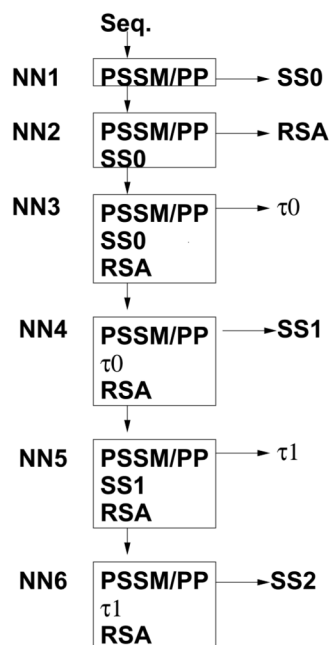 Seq.
NN1 PSSM/PP SS0
NN2 PSSM/PP RSA
SS0
NN3 PSSM/PP τ0
SS0
RSA
NN4 PSSM/PP SS1
τ0
RSA
NN5 PSSM/PP τ1
SS1
RSA
NN6 PSSM/PP SS2
τ1
RSA